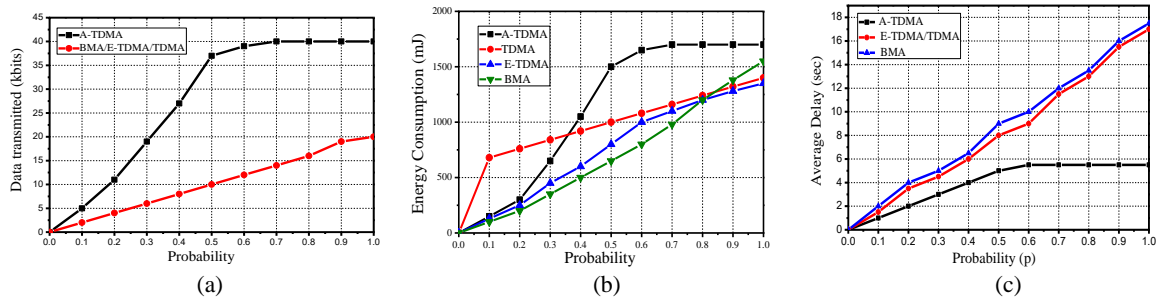 45
40
35
30
25
20
15
10
5
0
Data transmitted (kbits)
A-TDMA
BMA/E-TDMA/TDMA
0.0 0.1 0.2 0.3 0.4 0.5 0.6 0.7 0.8 0.9 1.0
Probability
(a)
2000
1500
1000
500
0
Energy Consumption (mJ)
A-TDMA
TDMA
E-TDMA
BMA
0.0 0.1 0.2 0.3 0.4 0.5 0.6 0.7 0.8 0.9 1.0
Probability
(b)
18
16
14
12
10
8
6
4
2
0
Average Delay (sec)
A-TDMA
E-TDMA/TDMA
BMA
0.0 0.1 0.2 0.3 0.4 0.5 0.6 0.7 0.8 0.9 1.0
Probability (p)
(c)